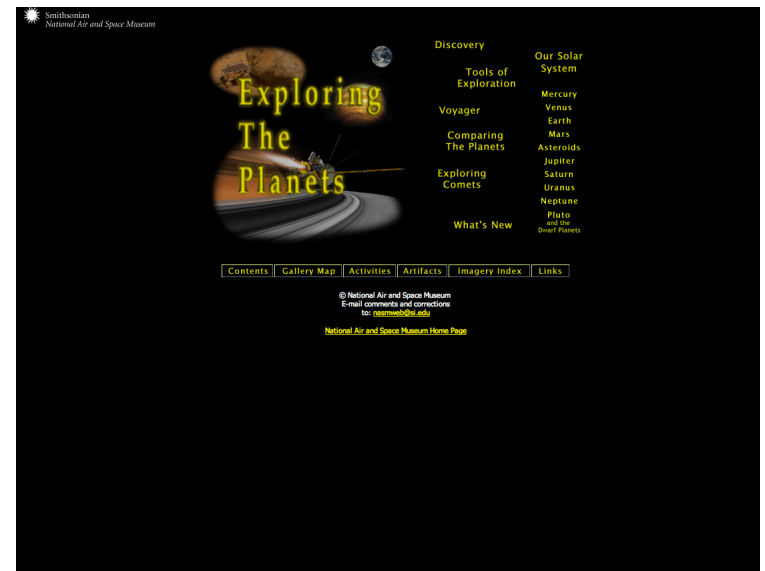 Smithsonian
National Air and Space Museum
Exploring
The
Planets
Discovery
Tools of
Exploration
Voyager
Comparing
The Planets
Exploring
Comets
What's New
Our Solar
System
Mercury
Venus
Earth
Mars
Asteroids
Jupiter
Saturn
Uranus
Neptune
Pluto
and the
Dwarf Planets
Contents Gallery Map Activities Artifacts Imagery Index Links
© National Air and Space Museum
E-mail comments and corrections
to: nasmweb@si.edu
National Air and Space Museum Home Page